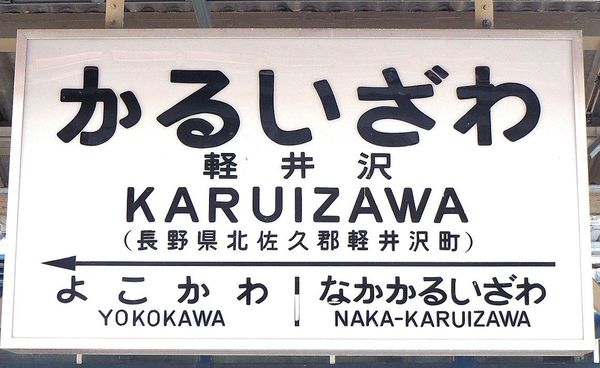 かるいざわ
軽井沢
KARUIZAWA
(長野県北佐久郡軽井沢町)
よこかわ なかかるいざわ
YOKOKAWA NAKA-KARUIZAWA